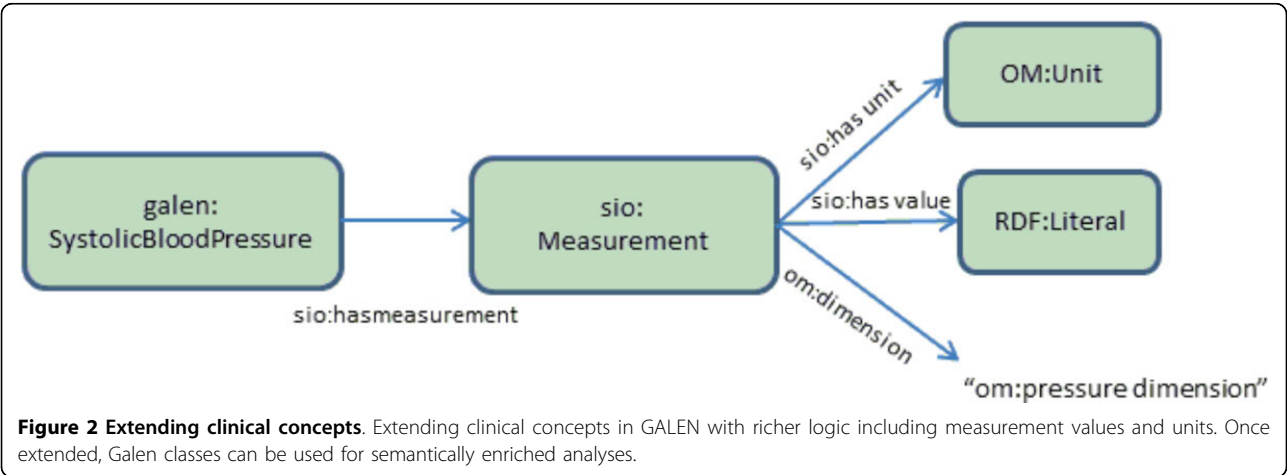 OM:Unit
sio:has unit
galen:
SystolicBloodPressure
sio:
Measurement
sio:has value
RDF:Literal
sio:hasmeasurement
om:dimension
“om:pressure dimension”
Figure 2 Extending clinical concepts. Extending clinical concepts in GALEN with richer logic including measurement values and units. Once
extended, Galen classes can be used for semantically enriched analyses.